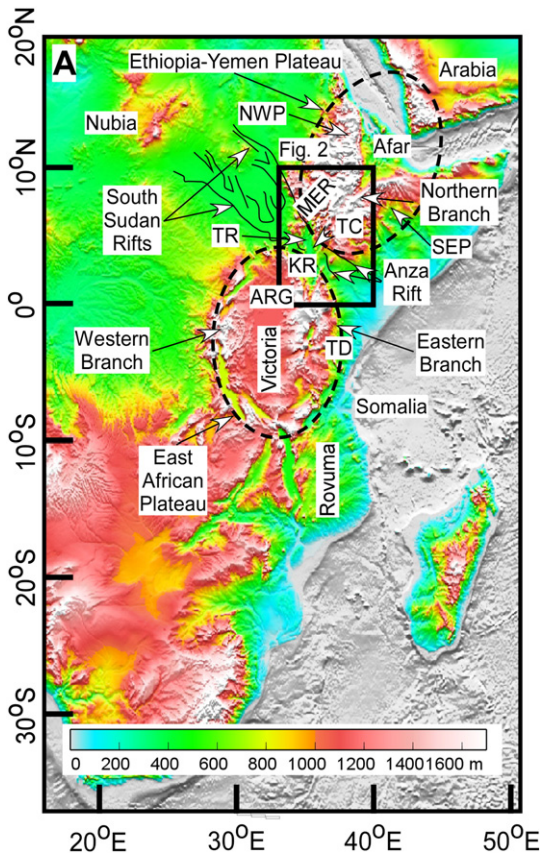 20°N
A
Ethiopia-Yemen Plateau
Arabia
NWP
Nubia
Fig. 2
Afar
10°N
MER
South
Sudan
Rifts
Northern
Branch
TC
TR
SEP
KR
Anza
Rift
0°
ARG
Western
Branch
Victoria
TD
Eastern
Branch
Somalia
10°S
East
African
Plateau
Rovuma
20°S
30°S
0 200 400 600 800 1000 1400 1600 m
20°E 30°E 40°E 50°E